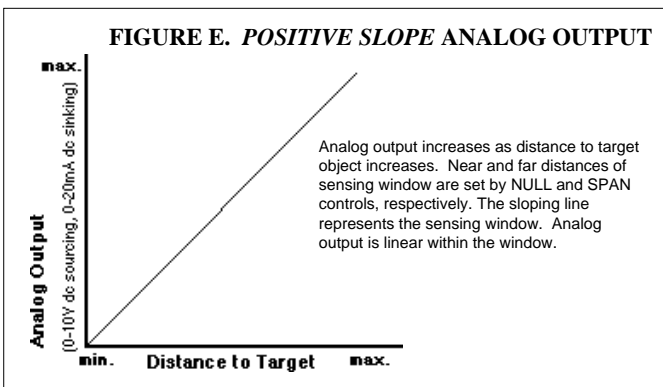 FIGURE E. POSITIVE SLOPE ANALOG OUTPUT
max.
Analog Output
(0-10V dc sourcing, 0-20mA dc sinking)
Analog output increases as distance to target
object increases. Near and far distances of
sensing window are set by NULL and SPAN
controls, respectively. The sloping line
represents the sensing window. Analog
output is linear within the window.
min. Distance to Target max.